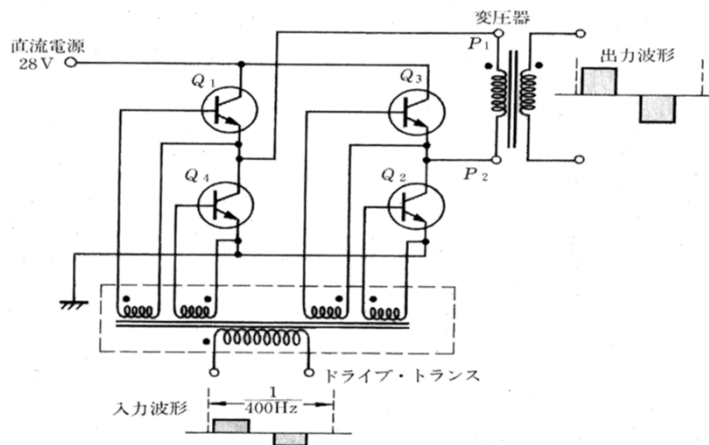 変圧器
直流電源
28V
P1
出力波形
Q1
Q3
Q4
Q2
P2
ドライブ・トランス
入力波形
1
400Hz